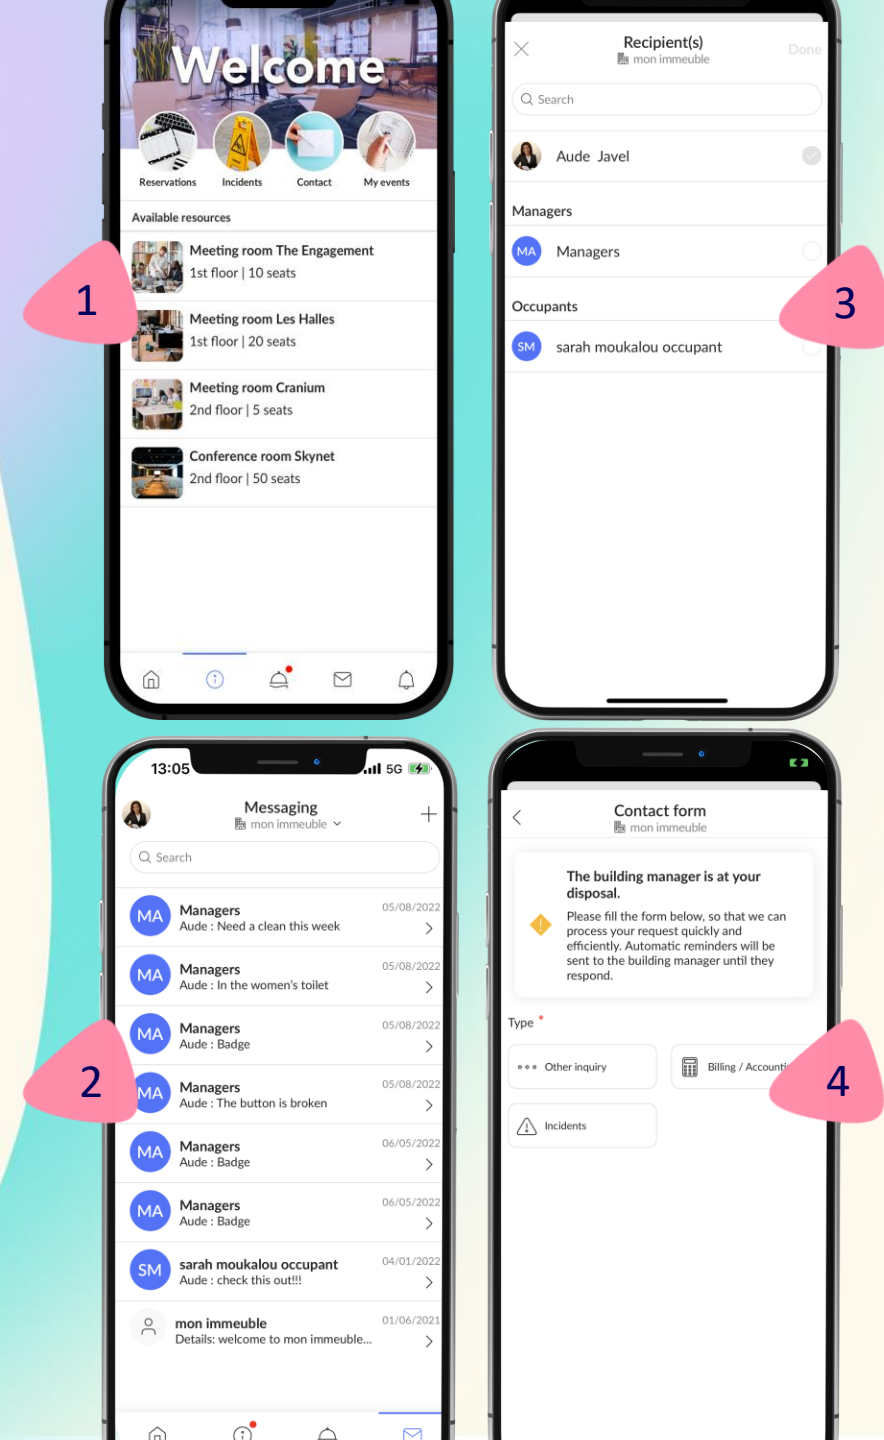 Welcome
Reservations
Incidents
Contact
My events
Available resources
Meeting room The Engagement
1st floor | 10 seats
Meeting room Les Halles
1st floor | 20 seats
Meeting room Cranium
2nd floor | 5 seats
Conference room Skynet
2nd floor | 50 seats
1
Recipient(s)
Done
mon immeuble
Search
Aude Javel
Managers
MA
Managers
Occupants
SM
sarah moukalou occupant
3
13:05
5G
Messaging
mon immeuble
Search
MA
Managers
05/08/2022
Aude : Need a clean this week
MA
Managers
05/08/2022
Aude : In the women's toilet
MA
Managers
05/08/2022
Aude : Badge
MA
Managers
05/08/2022
Aude : The button is broken
MA
Managers
06/05/2022
Aude : Badge
MA
Managers
06/05/2022
Aude : Badge
SM
sarah moukalou occupant
04/01/2022
Aude : check this out!!!
mon immeuble
01/06/2021
Details: welcome to mon immeuble...
2
Contact form
mon immeuble
The building manager is at your
disposal.
Please fill the form below, so that we can
process your request quickly and
efficiently. Automatic reminders will be
sent to the building manager until they
respond.
Type *
Other inquiry
Billing /
Incidents
4